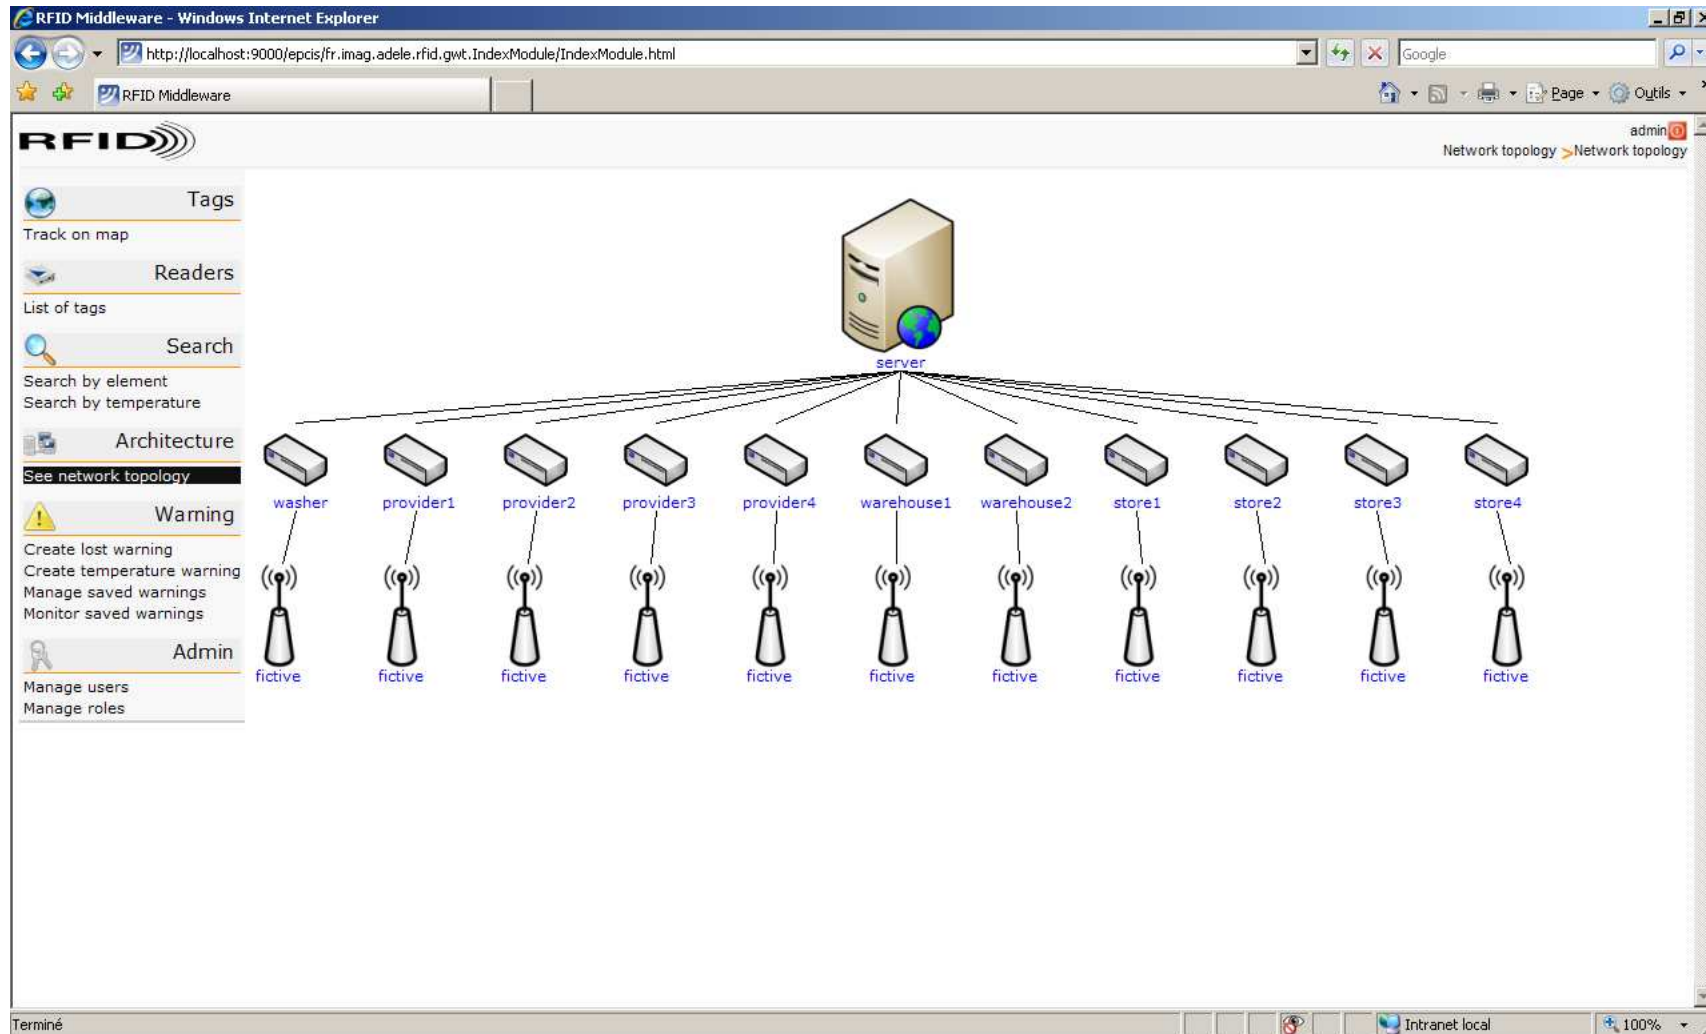 RFID Middleware - Windows Internet Explorer
http://localhost:9000/epcis/fr.imag.adele.rfid.gwt.IndexModule/IndexModule.html
Google
RFID Middleware
Page
Outils
RFID
admin
Network topology >Network topology
Tags
Track on map
Readers
List of tags
Search
Search by element
Search by temperature
Architecture
See network topology
Warning
Create lost warning
Create temperature warning
Manage saved warnings
Monitor saved warnings
Admin
Manage users
Manage roles
server
washer provider1 provider2 provider3 provider4 warehouse1 warehouse2 store1 store2 store3 store4
fictive fictive fictive fictive fictive fictive fictive fictive fictive fictive fictive
Terminé
Intranet local
100%